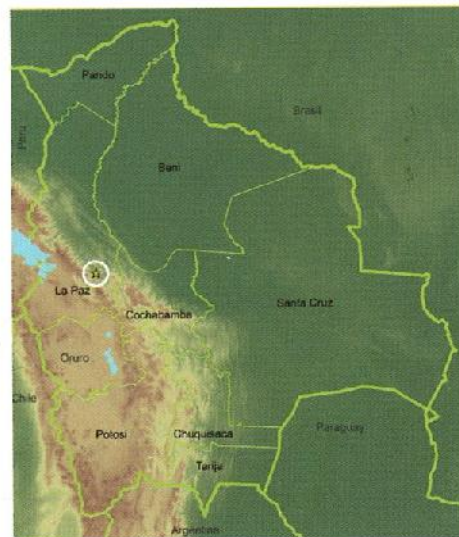 Pando
Brasil
Peru
Beni
La Paz
Cochabamba
Santa Cruz
Oruro
Chile
Potosi
Chuquisaca
Paraguay
Tarija
Argentina